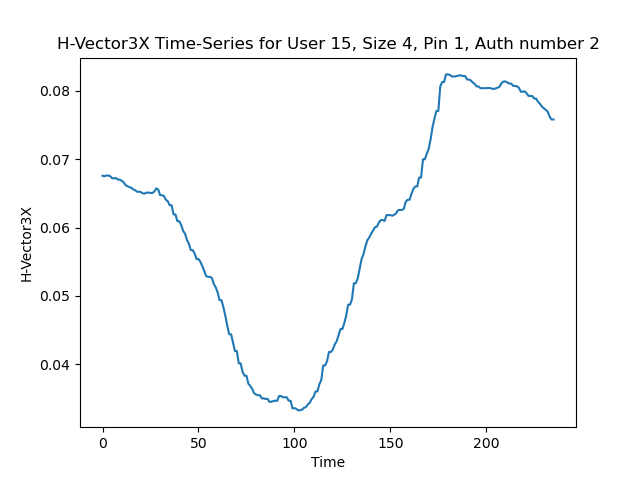 H-Vector3X Time-Series for User 15, Size 4, Pin 1, Auth number 2
0.08
0.07
0.06
0.05
0.04
H-Vector3X
0 50 100 150 200
Time